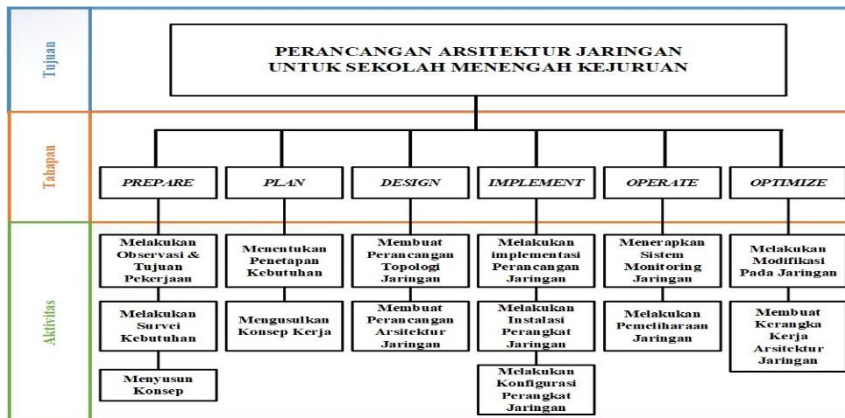 Tujuan
PERANCANGAN ARSITEKTUR JARINGAN
UNTUK SEKOLAH MENENGAH KEJURUAN
Tahapan
PREPARE
PLAN
DESIGN
IMPLEMENT
OPERATE
OPTIMIZE
Aktivitas
Melakukan
Observasi &
Tujuan
Pekerjaan
Melakukan
Survei
Kebutuhan
Menyusun
Konsep
Menentukan
Penetapan
Kebutuhan
Mengusulkan
Konsep Kerja
Membuat
Perancangan
Topologi
Jaringan
Membuat
Perancangan
Arsitektur
Jaringan
Melakukan
implementasi
Perancangan
Jaringan
Melakukan
Instalasi
Perangkat
Jaringan
Melakukan
Konfigurasi
Perangkat
Jaringan
Menerapkan
Sistem
Monitoring
Jaringan
Melakukan
Pemeliharaan
Jaringan
Melakukan
Modifikasi
Pada Jaringan
Membuat
Kerangka
Kerja
Arsitektur
Jaringan